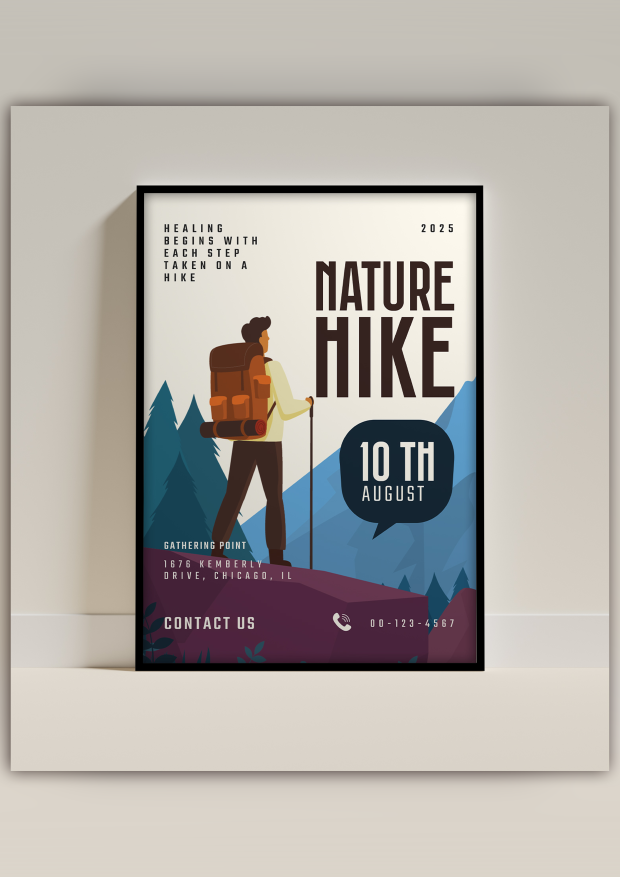 HEALING
BEGINS WITH
EACH STEP
TAKEN ON A
HIKE
2025
NATURE
HIKE
10 TH
AUGUST
GATHERING POINT
1676 KEMBERLY
DRIVE, CHICAGO, IL
CONTACT US
00-123-4567